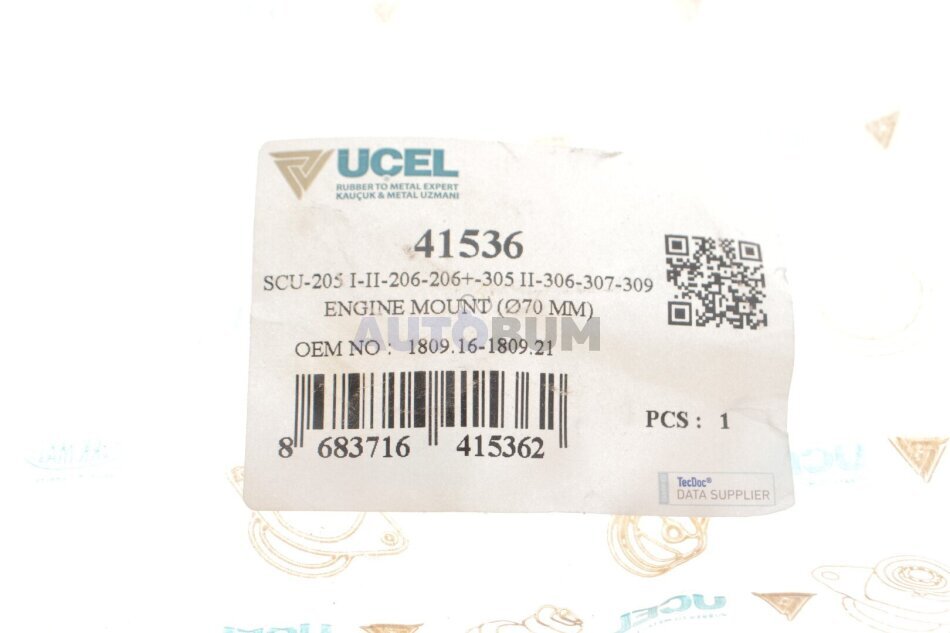 UÇEL
RUBBER TO METAL EXPERT
KAUÇUK & METAL UZMANI
41536
SCU-205 I-II-206-206+-305 II-306-307-309
ENGINE MOUNT (Ø70 MM)
AUTOBUM
OEM NO : 1809.16-1809.21
8 683716 415362
PCS : 1
TecDoc®
DATA SUPPLIER
UCEL
UCEL